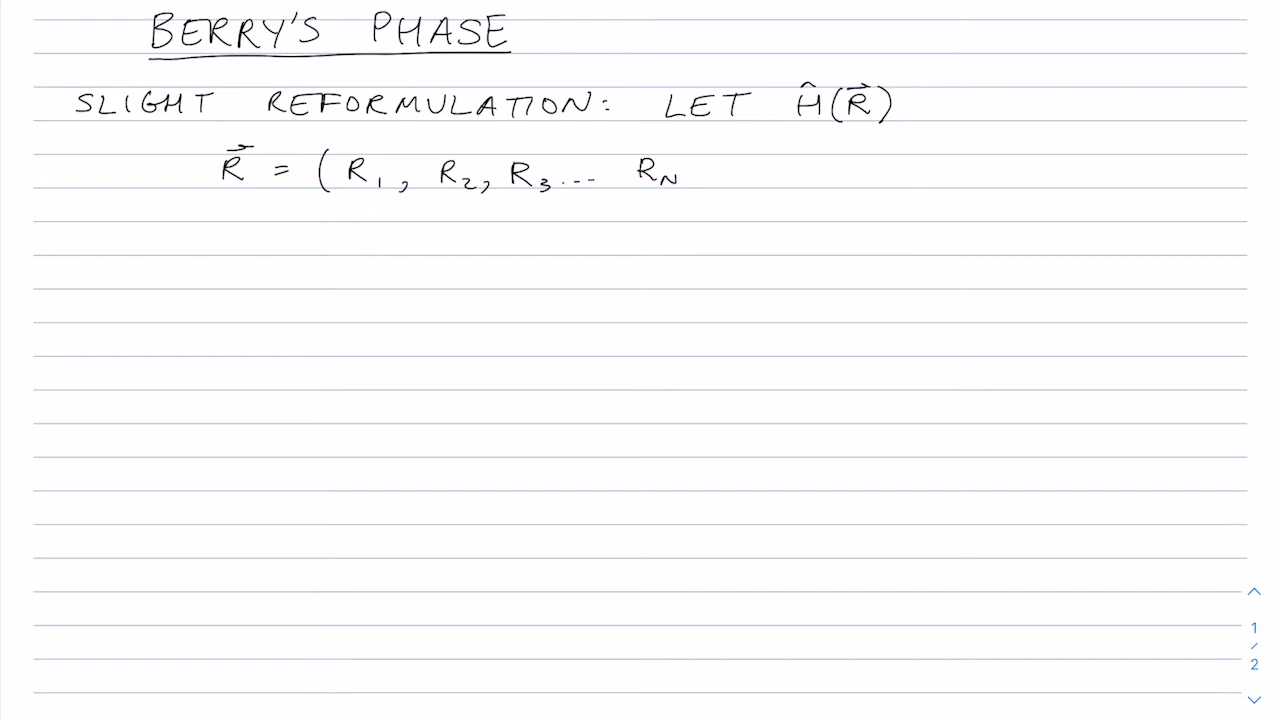 BERRY'S PHASE
SLIGHT REFORMULATION: LET Ĥ(R⃗)
R⃗ = (R₁, R₂, R₃... R_N
1
/
2